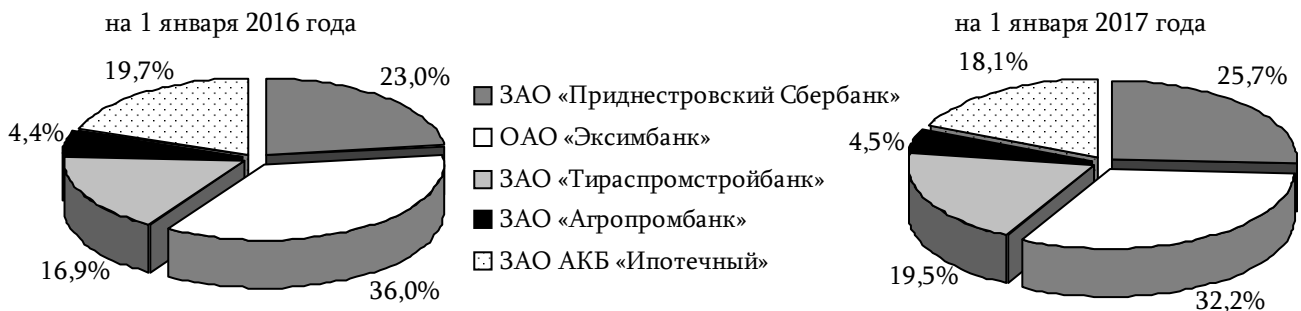 на 1 января 2016 года
19,7%
23,0%
4,4%
16,9%
36,0%
ЗАО «Приднестровский Сбербанк»
ОАО «Эксимбанк»
ЗАО «Тираспромстройбанк»
ЗАО «Агропромбанк»
ЗАО АКБ «Ипотечный»
на 1 января 2017 года
18,1%
25,7%
4,5%
19,5%
32,2%